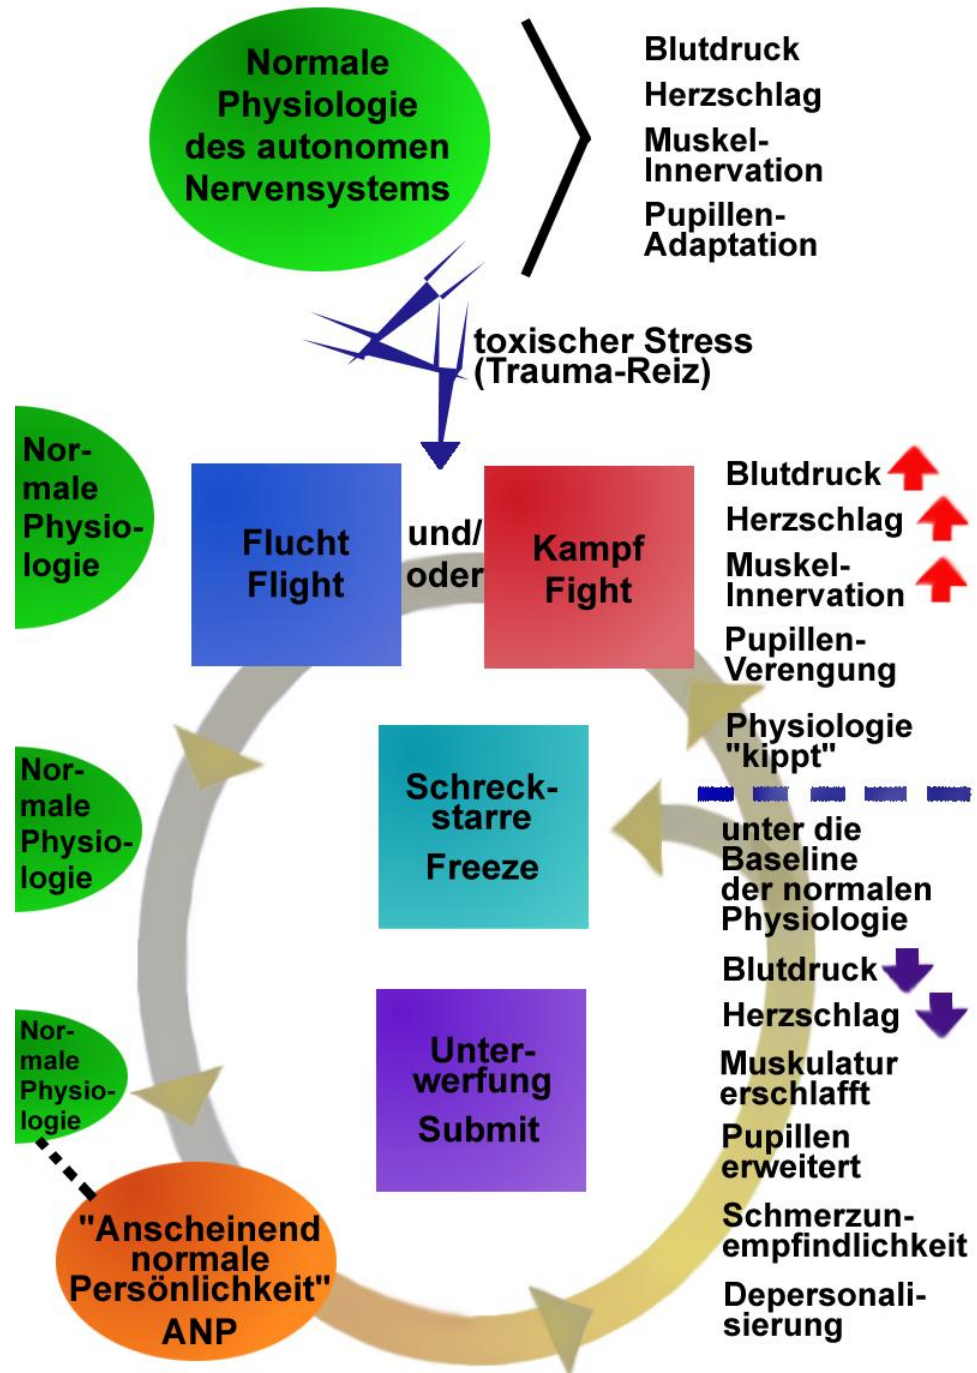 Normale
Physiologie
des autonomen
Nervensystems
Blutdruck
Herzschlag
Muskel-
Innervation
Pupillen-
Adaptation
toxischer Stress
(Trauma-Reiz)
Nor-
male
Physio-
logie
Flucht
Flight
und/
oder
Kampf
Fight
Blutdruck
Herzschlag
Muskel-
Innervation
Pupillen-
Verengung
Physiologie
"kippt"
Nor-
male
Physio-
logie
Schreck-
starre
Freeze
unter die
Baseline
der normalen
Physiologie
Blutdruck
Herzschlag
Muskulatur
erschlafft
Pupillen
erweitert
Schmerzun-
empfindlichkeit
Depersonali-
sierung
Nor-
male
Physio-
logie
Unter-
werfung
Submit
"Anscheinend
normale
Persönlichkeit"
ANP